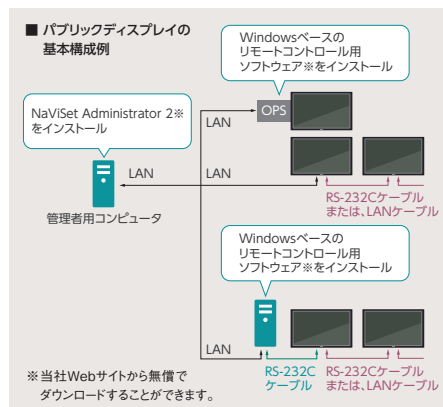 ■ パブリックディスプレイの
基本構成例
Windowsベースの
リモートコントロール用
ソフトウェア※をインストール
NaViSet Administrator 2※
をインストール
OPS
LAN
LAN
LAN
管理者用コンピュータ
RS-232Cケーブル
または、LANケーブル
Windowsベースの
リモートコントロール用
ソフトウェア※をインストール
LAN
RS-232C
ケーブル
RS-232Cケーブル
または、LANケーブル
※当社Webサイトから無償で
ダウンロードすることができます。